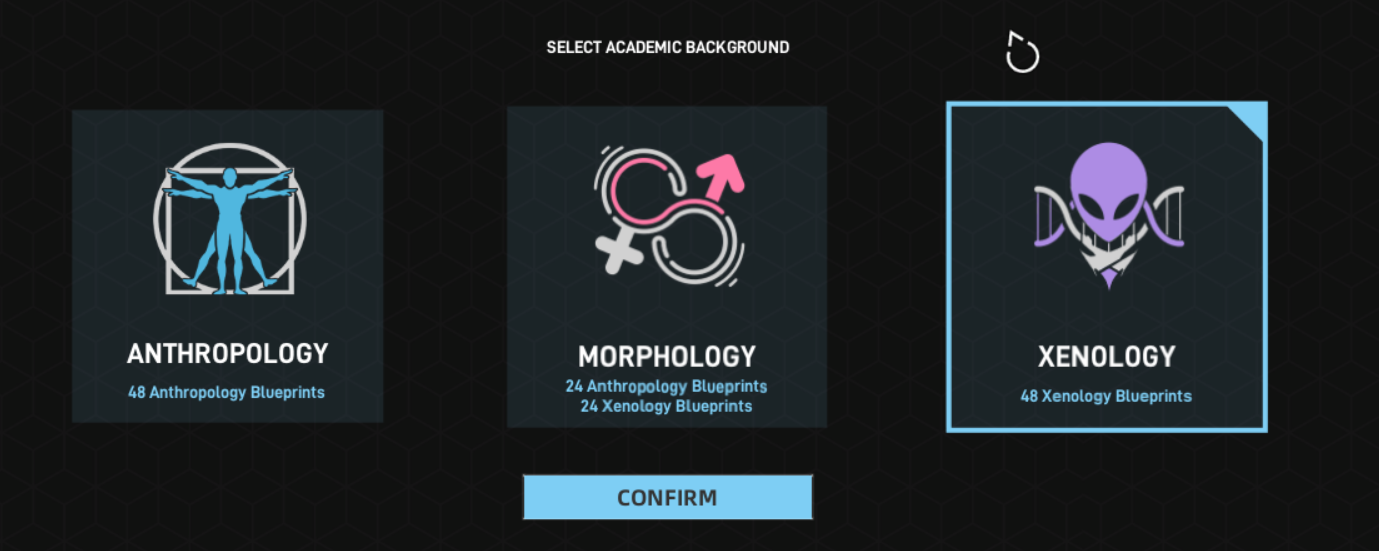 SELECT ACADEMIC BACKGROUND
ANTHROPOLOGY
48 Anthropology Blueprints
MORPHOLOGY
24 Anthropology Blueprints
24 Xenology Blueprints
XENOLOGY
48 Xenology Blueprints
CONFIRM